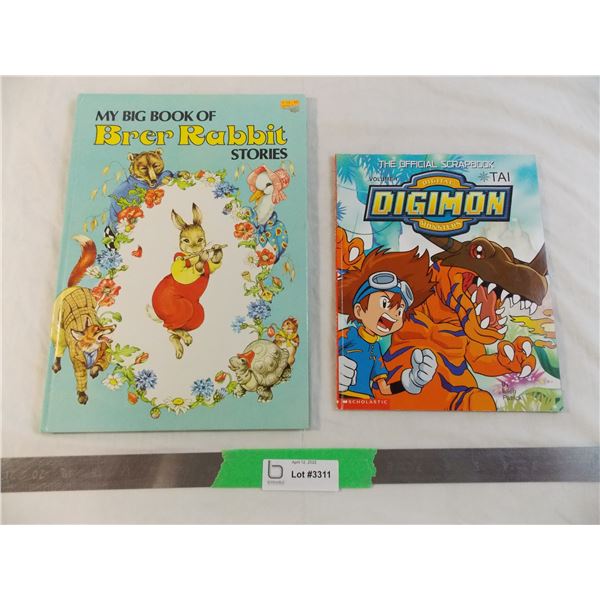 MY BIG BOOK OF
Brer Rabbit
STORIES
THE OFFICIAL SCRAPBOOK
TAI
DIGITAL
DIGIMON
MONSTERS
SCHOLASTIC
Lot #3311